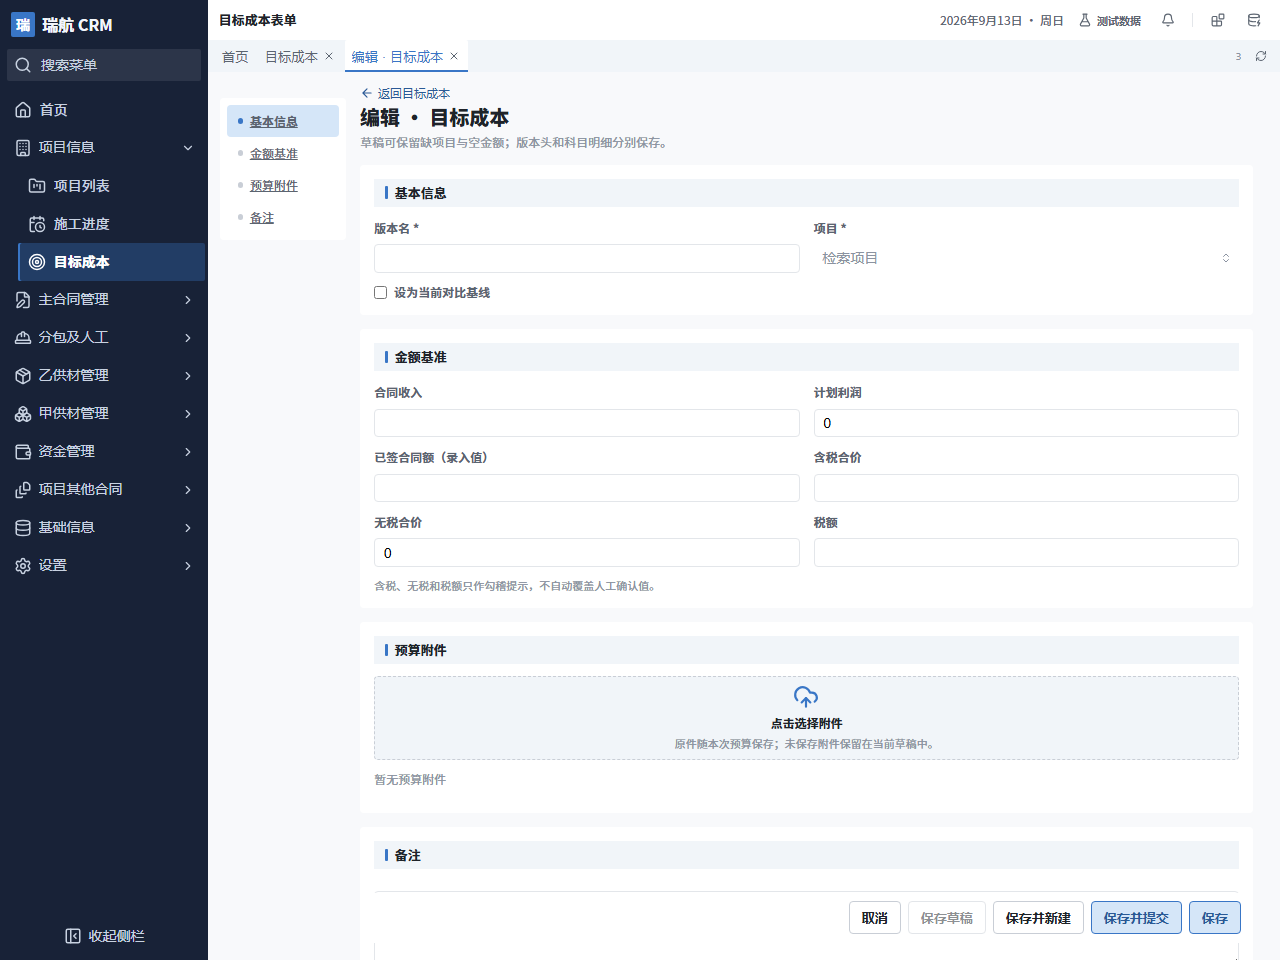 瑞 瑞航 CRM
搜索菜单
首页
项目信息
项目列表
施工进度
目标成本
主合同管理
分包及人工
乙供材管理
甲供材管理
资金管理
项目其他合同
基础信息
设置
收起侧栏
目标成本表单
2026年9月13日 · 周日
测试数据
首页
目标成本
编辑 · 目标成本
3
基本信息
金额基准
预算附件
备注
返回目标成本
编辑 · 目标成本
草稿可保留缺项目与空金额；版本头和科目明细分别保存。
基本信息
版本名 *
项目 *
检索项目
设为当前对比基线
金额基准
合同收入
计划利润
0
已签合同额（录入值）
含税合价
无税合价
税额
0
含税、无税和税额只作勾稽提示，不自动覆盖人工确认值。
预算附件
点击选择附件
原件随本次预算保存；未保存附件保留在当前草稿中。
暂无预算附件
备注
取消
保存草稿
保存并新建
保存并提交
保存